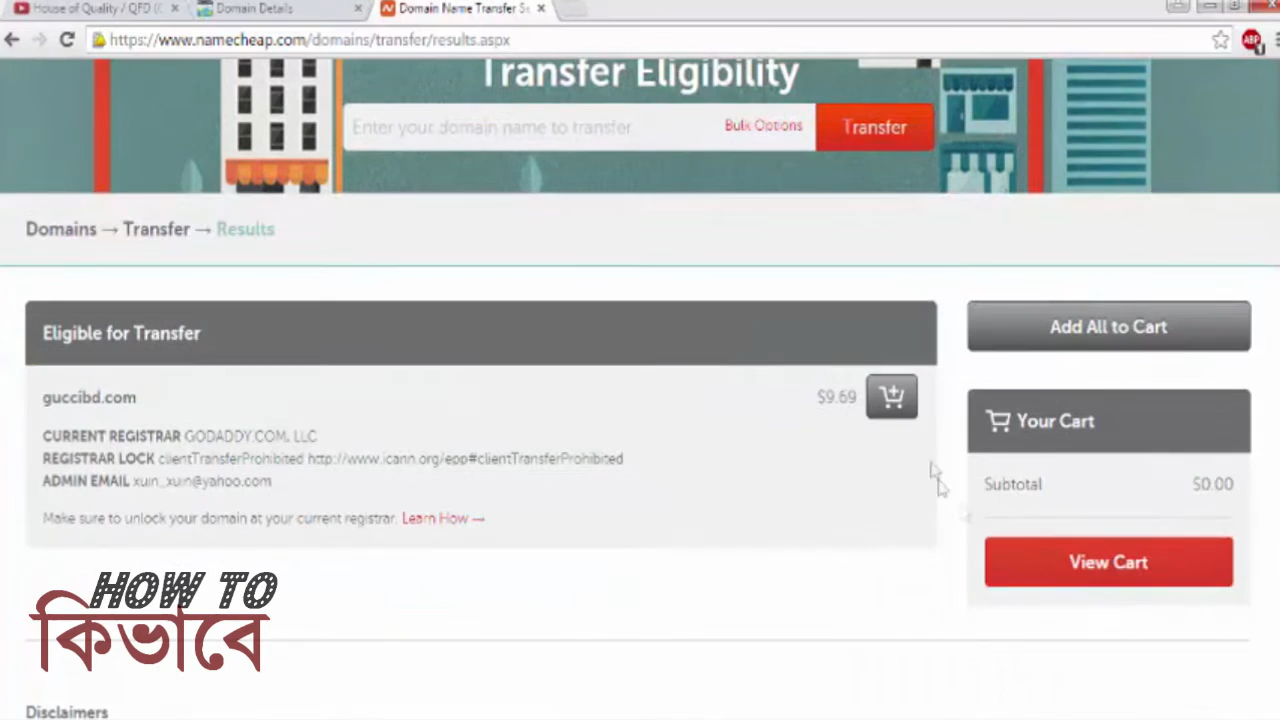 House of Quality / QFD (
Domain Details
Domain Name Transfer Se
https://www.namecheap.com/domains/transfer/results.aspx
ABP
Transfer Eligibility
Enter your domain name to transfer
Bulk Options
Transfer
Domains → Transfer → Results
Eligible for Transfer
Add All to Cart
guccibd.com
$9.69
Your Cart
CURRENT REGISTRAR GODADDY.COM, LLC
REGISTRAR LOCK clientTransferProhibited http://www.icann.org/epp#clientTransferProhibited
ADMIN EMAIL xuin_xuin@yahoo.com
Subtotal
$0.00
Make sure to unlock your domain at your current registrar. Learn How →
View Cart
HOW TO
কিভাবে
Disclaimers